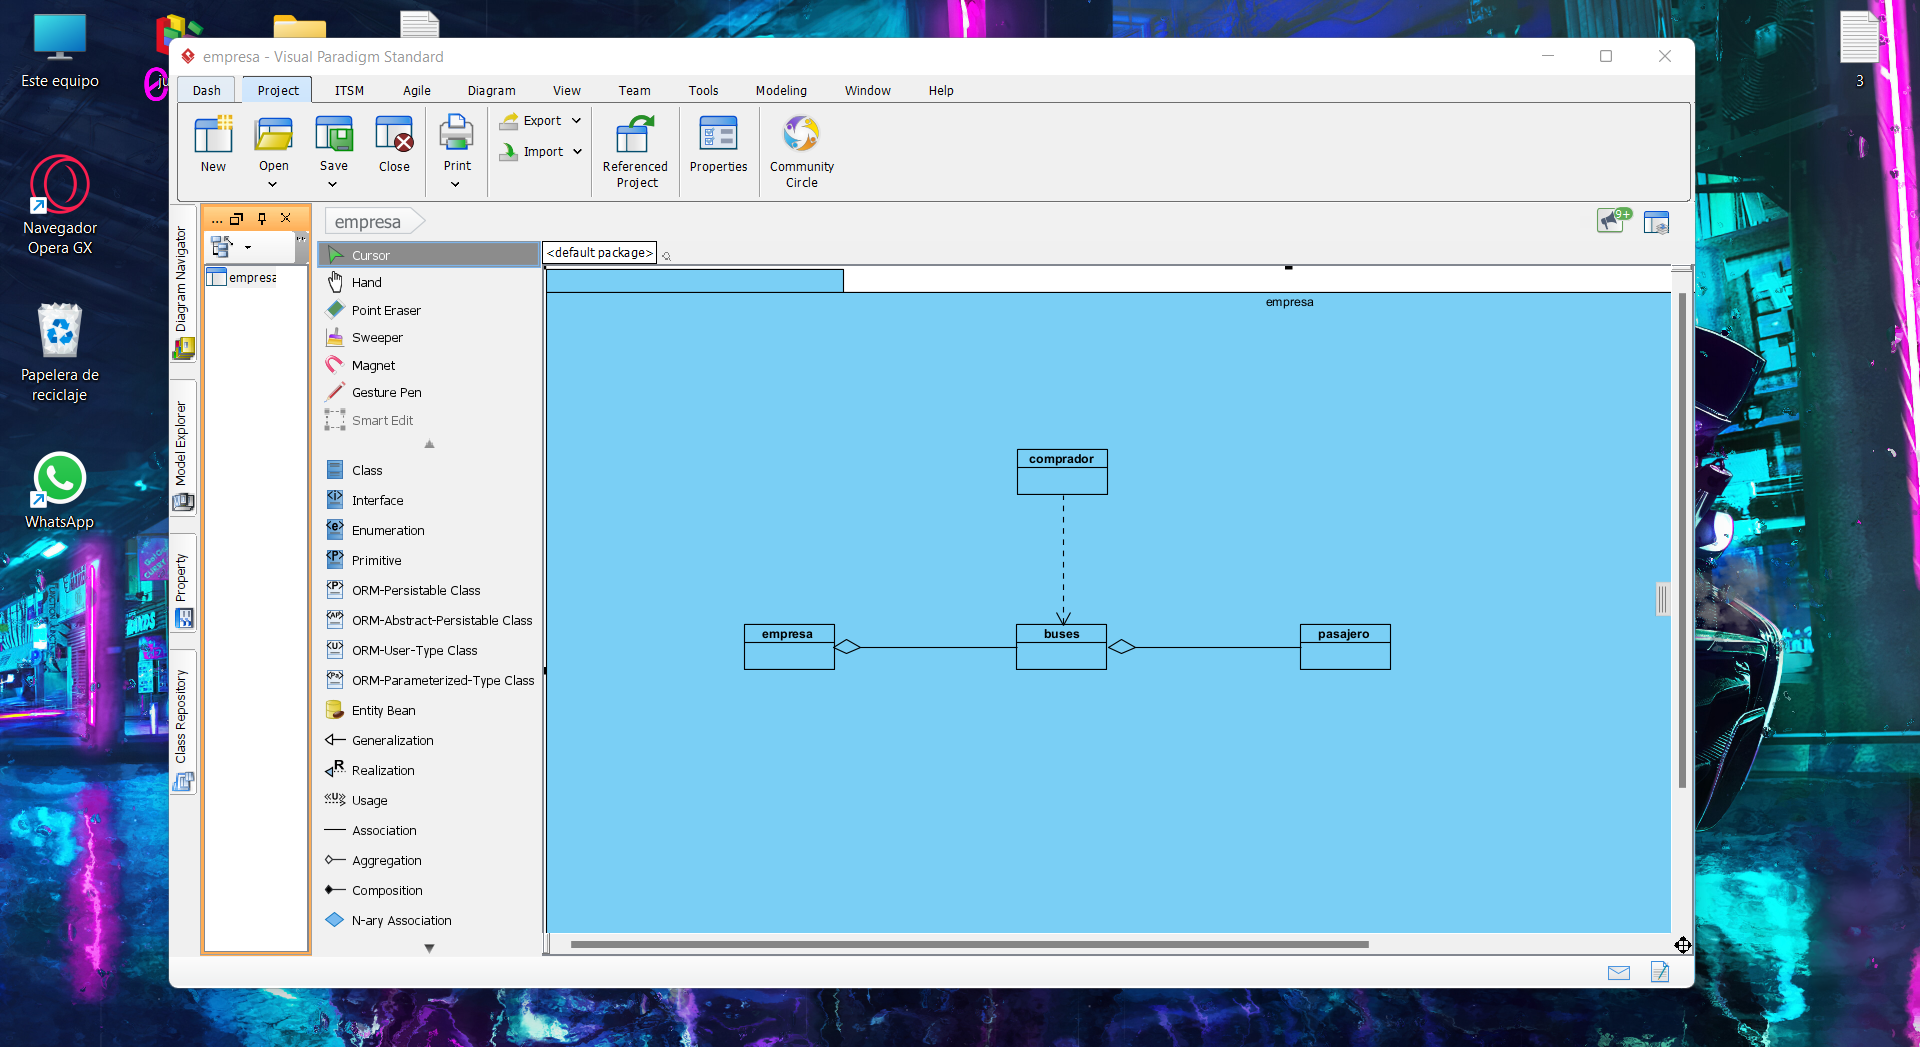 Este equipo
ju
Navegador
Opera GX
Papelera de
reciclaje
WhatsApp
3
empresa - Visual Paradigm Standard
Dash
Project
ITSM
Agile
Diagram
View
Team
Tools
Modeling
Window
Help
New
Open
Save
Close
Print
Export
Import
Referenced
Project
Properties
Community
Circle
Diagram Navigator
Model Explorer
Property
Class Repository
...
empresa
empresa
9+
Cursor
Hand
Point Eraser
Sweeper
Magnet
Gesture Pen
Smart Edit
Class
Interface
Enumeration
Primitive
ORM-Persistable Class
ORM-Abstract-Persistable Class
ORM-User-Type Class
ORM-Parameterized-Type Class
Entity Bean
Generalization
Realization
Usage
Association
Aggregation
Composition
N-ary Association
<default package>
empresa
comprador
empresa
buses
pasajero